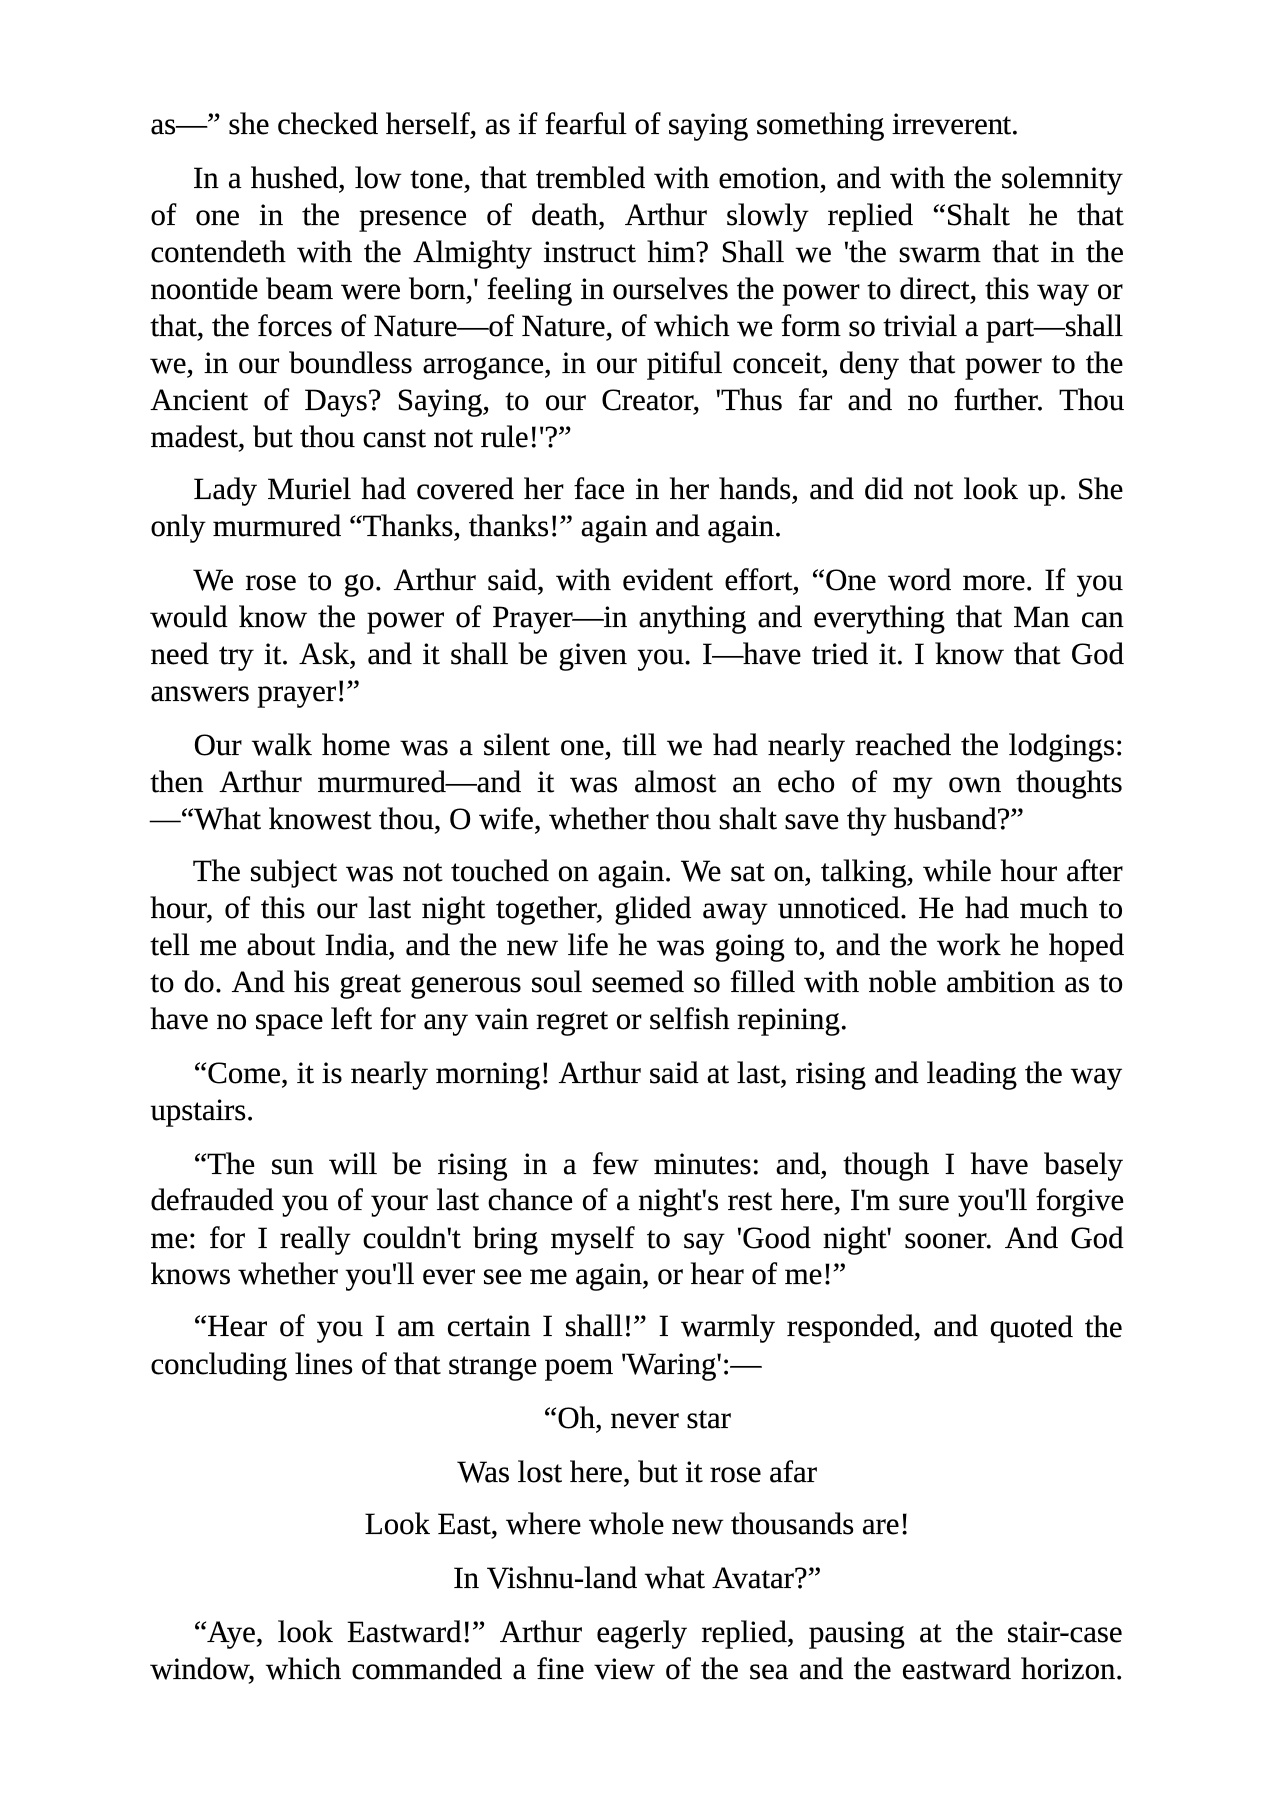 as—” she checked herself, as if fearful of saying something irreverent.
In a hushed, low tone, that trembled with emotion, and with the solemnity
of one in the presence of death, Arthur slowly replied “Shalt he that
contendeth with the Almighty instruct him? Shall we 'the swarm that in the
noontide beam were born,' feeling in ourselves the power to direct, this way or
that, the forces of Nature—of Nature, of which we form so trivial a part—shall
we, in our boundless arrogance, in our pitiful conceit, deny that power to the
Ancient of Days? Saying, to our Creator, 'Thus far and no further. Thou
madest, but thou canst not rule!'?”
Lady Muriel had covered her face in her hands, and did not look up. She
only murmured “Thanks, thanks!” again and again.
We rose to go. Arthur said, with evident effort, “One word more. If you
would know the power of Prayer—in anything and everything that Man can
need try it. Ask, and it shall be given you. I—have tried it. I know that God
answers prayer!”
Our walk home was a silent one, till we had nearly reached the lodgings:
then Arthur murmured—and it was almost an echo of my own thoughts
—“What knowest thou, O wife, whether thou shalt save thy husband?”
The subject was not touched on again. We sat on, talking, while hour after
hour, of this our last night together, glided away unnoticed. He had much to
tell me about India, and the new life he was going to, and the work he hoped
to do. And his great generous soul seemed so filled with noble ambition as to
have no space left for any vain regret or selfish repining.
“Come, it is nearly morning! Arthur said at last, rising and leading the way
upstairs.
“The sun will be rising in a few minutes: and, though I have basely
defrauded you of your last chance of a night's rest here, I'm sure you'll forgive
me: for I really couldn't bring myself to say 'Good night' sooner. And God
knows whether you'll ever see me again, or hear of me!”
“Hear of you I am certain I shall!” I warmly responded, and quoted the
concluding lines of that strange poem 'Waring':—
“Oh, never star
Was lost here, but it rose afar
Look East, where whole new thousands are!
In Vishnu-land what Avatar?”
“Aye, look Eastward!” Arthur eagerly replied, pausing at the stair-case
window, which commanded a fine view of the sea and the eastward horizon.